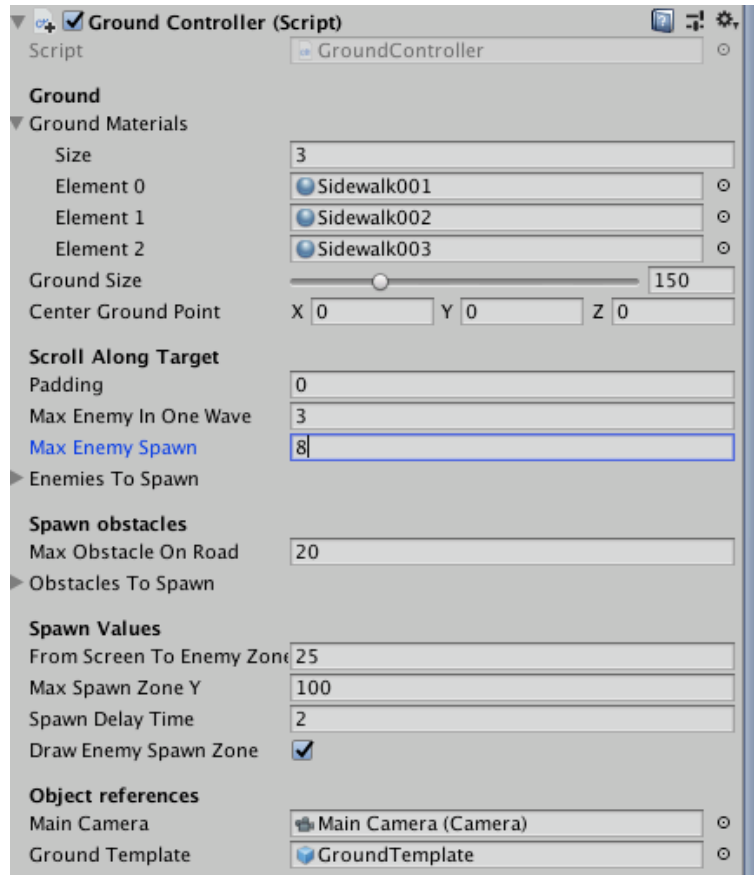 Ground Controller (Script)
Script GroundController
Ground
Ground Materials
Size 3
Element 0 Sidewalk001
Element 1 Sidewalk002
Element 2 Sidewalk003
Ground Size 150
Center Ground Point X 0 Y 0 Z 0
Scroll Along Target
Padding 0
Max Enemy In One Wave 3
Max Enemy Spawn 8
Enemies To Spawn
Spawn obstacles
Max Obstacle On Road 20
Obstacles To Spawn
Spawn Values
From Screen To Enemy Zone 25
Max Spawn Zone Y 100
Spawn Delay Time 2
Draw Enemy Spawn Zone
Object references
Main Camera Main Camera (Camera)
Ground Template GroundTemplate